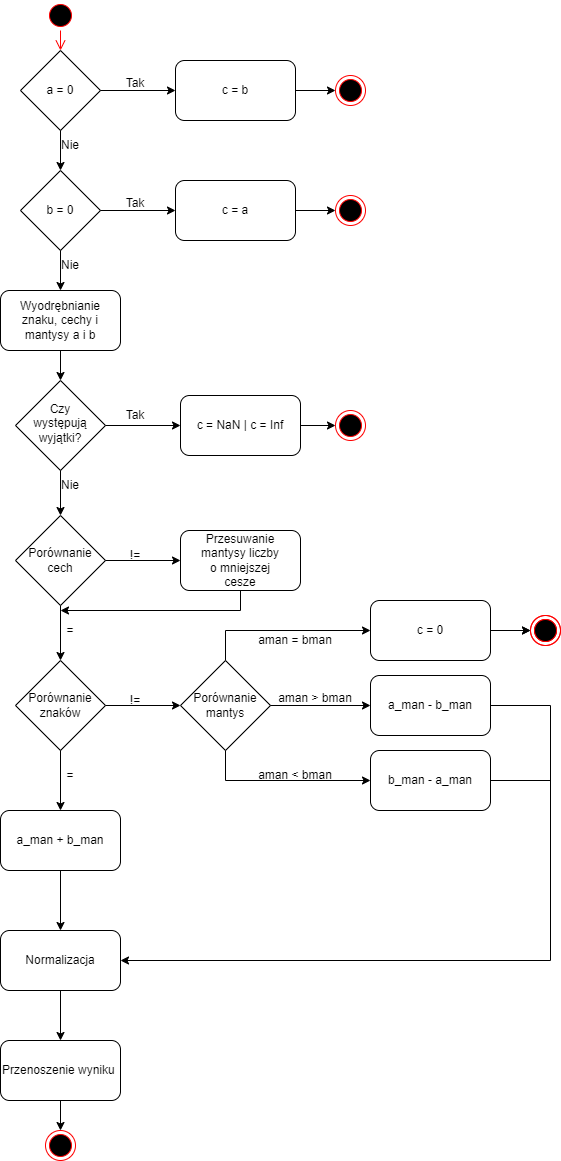 a = 0
Tak
c = b
Nie
b = 0
Tak
c = a
Nie
Wyodrębnianie
znaku, cechy i
mantysy a i b
Czy
występują
wyjątki?
Tak
c = NaN | c = Inf
Nie
Porównanie
cech
!=
Przesuwanie
mantysy liczby
o mniejszej
cesze
=
Porównanie
znaków
!=
Porównanie
mantys
aman = bman
c = 0
aman > bman
a_man - b_man
aman < bman
b_man - a_man
=
a_man + b_man
Normalizacja
Przenoszenie wyniku